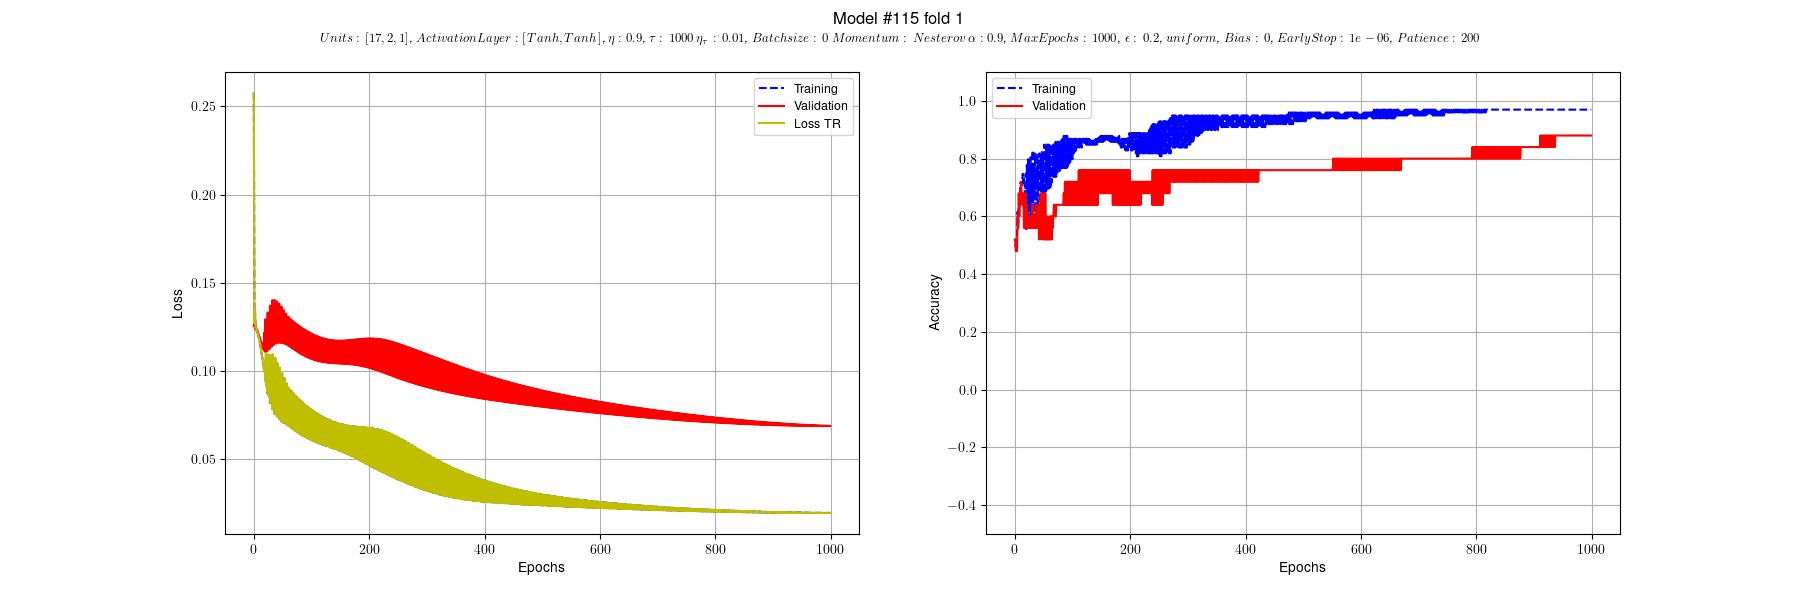 Model #115 fold 1
Units : [17, 2, 1], ActivationLayer : [Tanh, Tanh], η : 0.9, τ : 1000 ητ : 0.01, Batchsize : 0 Momentum : Nesterov α : 0.9, MaxEpochs : 1000, ϵ : 0.2, uniform, Bias : 0, EarlyStop : 1e − 06, Patience : 200
Training
Validation
Loss TR
0.25
0.20
0.15
0.10
0.05
Loss
0 200 400 600 800 1000
Epochs
Training
Validation
1.0
0.8
0.6
0.4
0.2
0.0
−0.2
−0.4
Accuracy
0 200 400 600 800 1000
Epochs